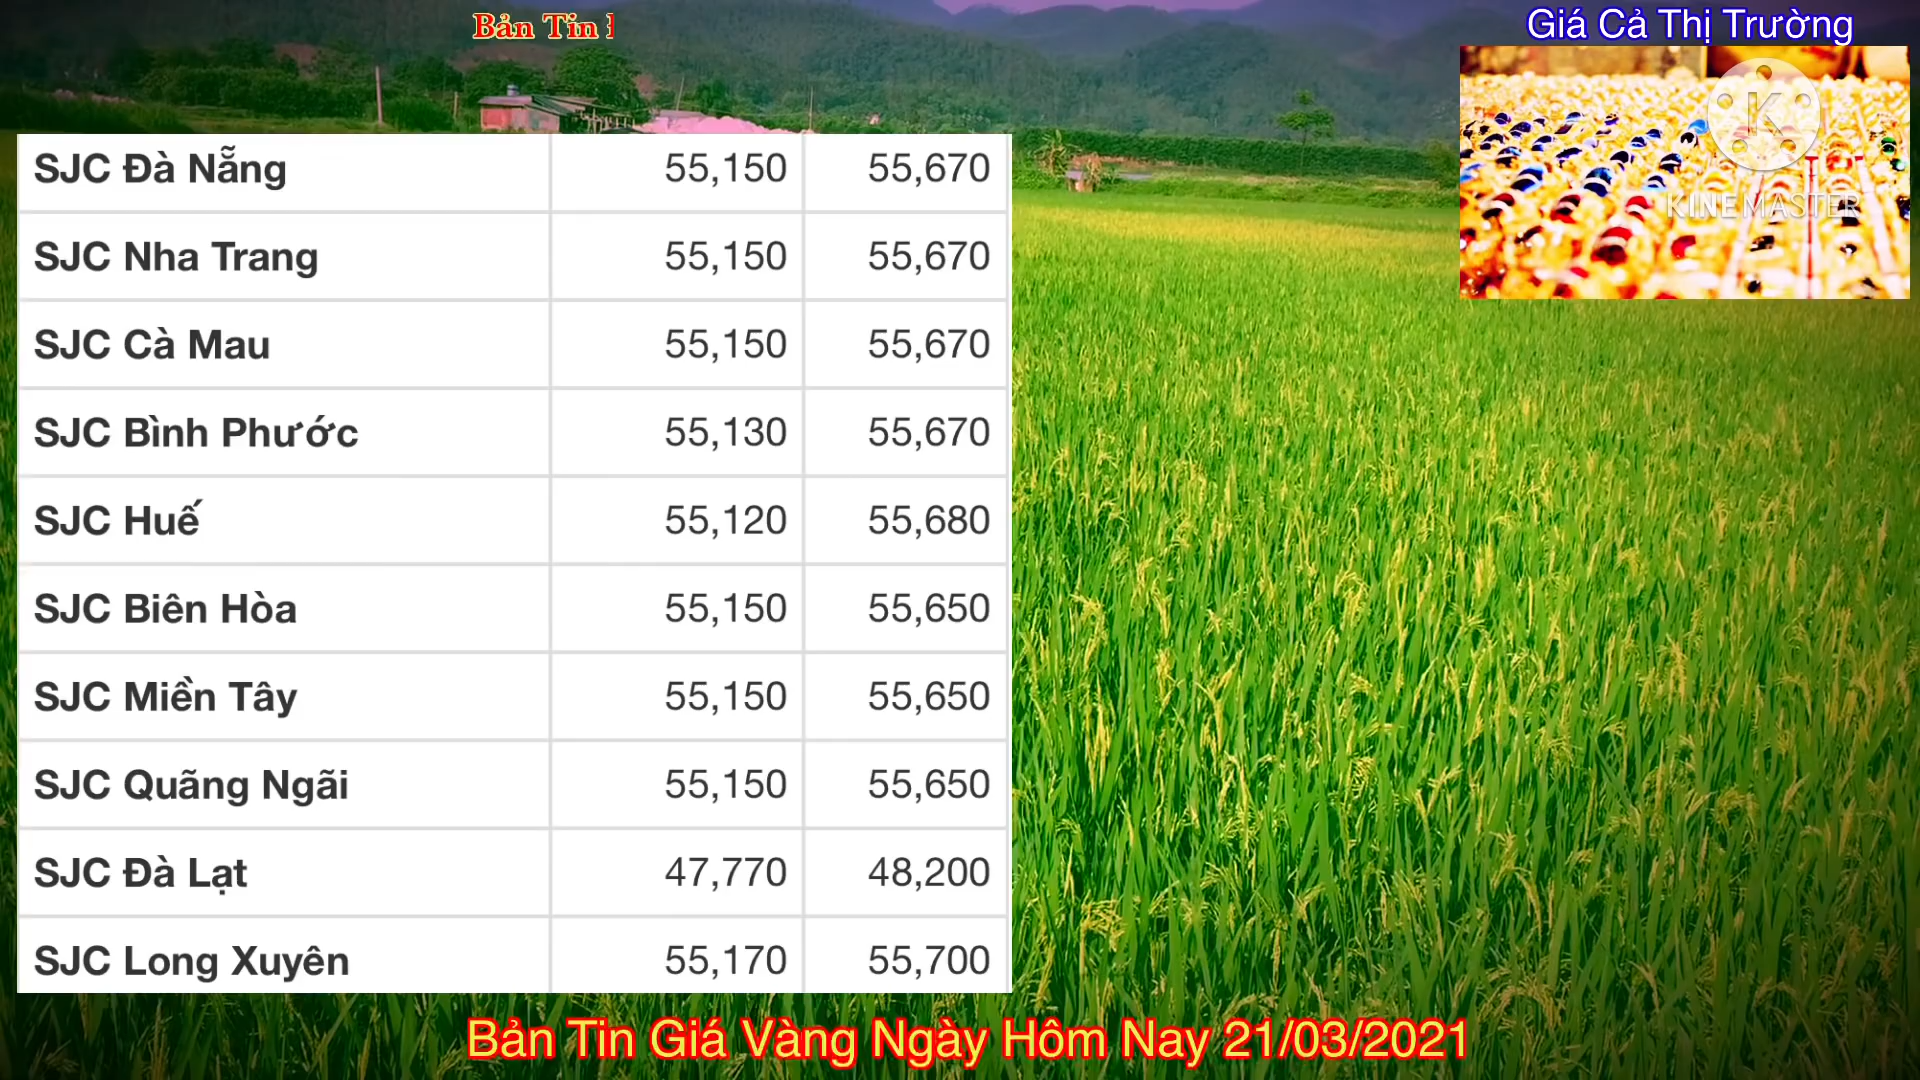 Bản Tin
Giá Cả Thị Trường
KINEMASTER
SJC Đà Nẵng 55,150 55,670
SJC Nha Trang 55,150 55,670
SJC Cà Mau 55,150 55,670
SJC Bình Phước 55,130 55,670
SJC Huế 55,120 55,680
SJC Biên Hòa 55,150 55,650
SJC Miền Tây 55,150 55,650
SJC Quãng Ngãi 55,150 55,650
SJC Đà Lạt 47,770 48,200
SJC Long Xuyên 55,170 55,700
Bản Tin Giá Vàng Ngày Hôm Nay 21/03/2021